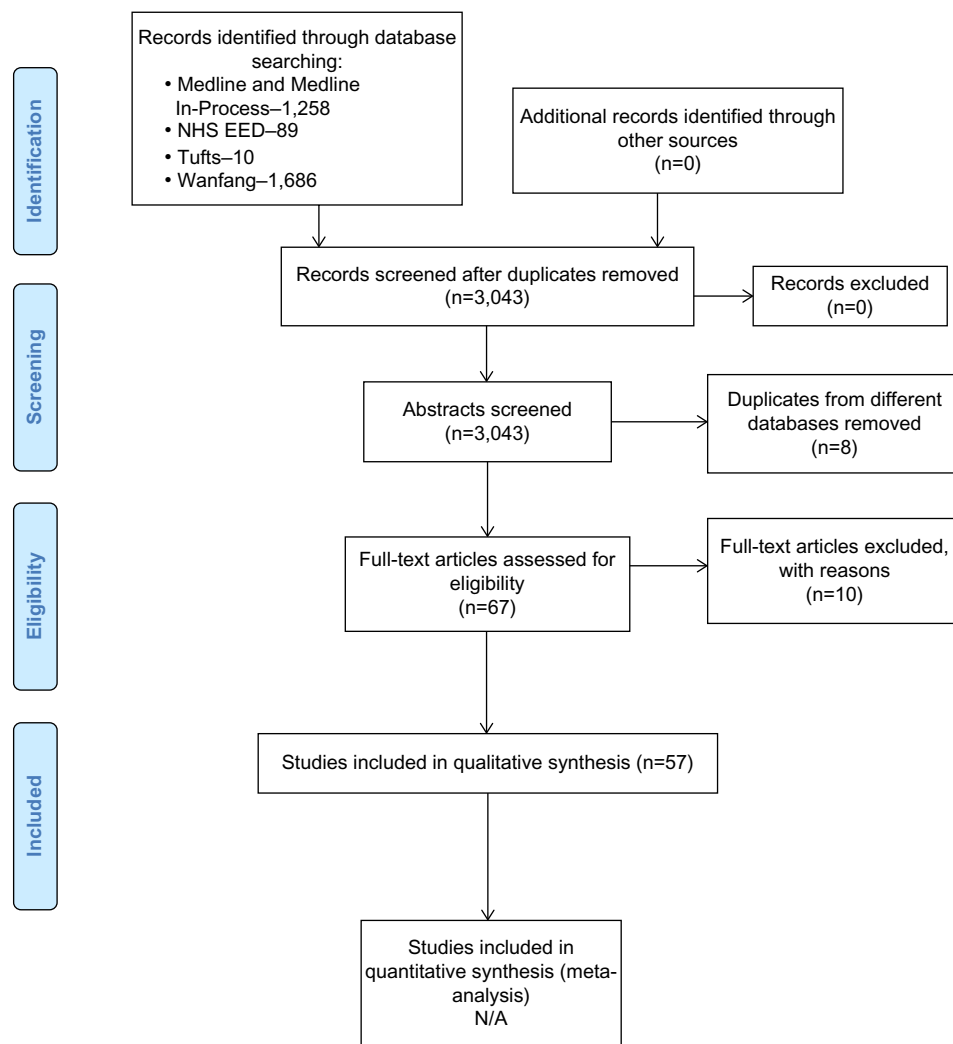 Records identified through database
searching:
• Medline and Medline
In-Process–1,258
• NHS EED–89
• Tufts–10
• Wanfang–1,686
Additional records identified through
other sources
(n=0)
Identification
Records screened after duplicates removed
(n=3,043)
Records excluded
(n=0)
Screening
Abstracts screened
(n=3,043)
Duplicates from different
databases removed
(n=8)
Eligibility
Full-text articles assessed for
eligibility
(n=67)
Full-text articles excluded,
with reasons
(n=10)
Included
Studies included in qualitative synthesis (n=57)
Studies included in
quantitative synthesis (meta-
analysis)
N/A